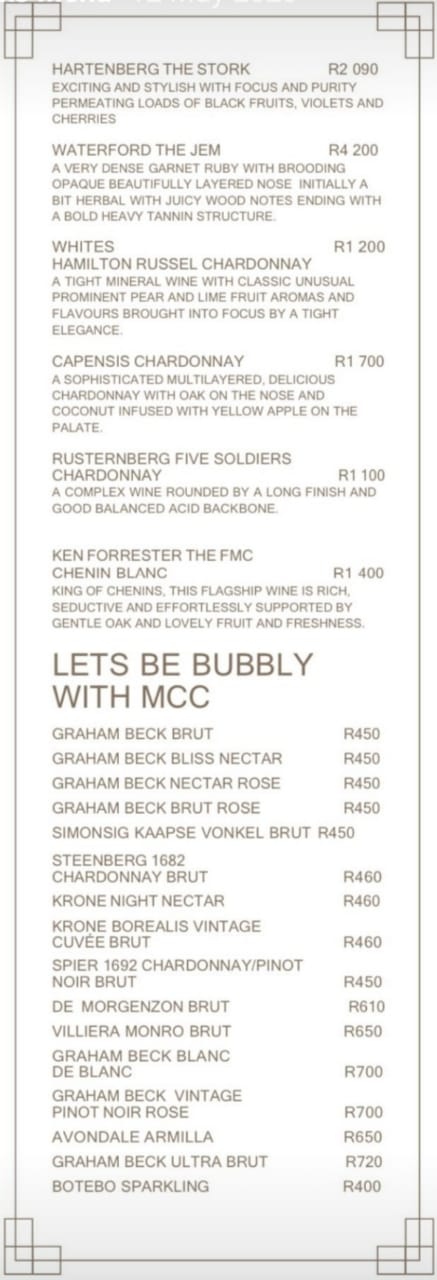 HARTENBERG THE STORK R2 090
EXCITING AND STYLISH WITH FOCUS AND PURITY
PERMEATING LOADS OF BLACK FRUITS, VIOLETS AND
CHERRIES
WATERFORD THE JEM R4 200
A VERY DENSE GARNET RUBY WITH BROODING
OPAQUE BEAUTIFULLY LAYERED NOSE INITIALLY A
BIT HERBAL WITH JUICY WOOD NOTES ENDING WITH
A BOLD HEAVY TANNIN STRUCTURE.
WHITES R1 200
HAMILTON RUSSEL CHARDONNAY
A TIGHT MINERAL WINE WITH CLASSIC UNUSUAL
PROMINENT PEAR AND LIME FRUIT AROMAS AND
FLAVOURS BROUGHT INTO FOCUS BY A TIGHT
ELEGANCE.
CAPENSIS CHARDONNAY R1 700
A SOPHISTICATED MULTILAYERED, DELICIOUS
CHARDONNAY WITH OAK ON THE NOSE AND
COCONUT INFUSED WITH YELLOW APPLE ON THE
PALATE.
RUSTERNBERG FIVE SOLDIERS
CHARDONNAY R1 100
A COMPLEX WINE ROUNDED BY A LONG FINISH AND
GOOD BALANCED ACID BACKBONE.
KEN FORRESTER THE FMC
CHENIN BLANC R1 400
KING OF CHENINS, THIS FLAGSHIP WINE IS RICH,
SEDUCTIVE AND EFFORTLESSLY SUPPORTED BY
GENTLE OAK AND LOVELY FRUIT AND FRESHNESS.
LETS BE BUBBLY
WITH MCC
GRAHAM BECK BRUT R450
GRAHAM BECK BLISS NECTAR R450
GRAHAM BECK NECTAR ROSE R450
GRAHAM BECK BRUT ROSE R450
SIMONSIG KAAPSE VONKEL BRUT R450
STEENBERG 1682
CHARDONNAY BRUT R460
KRONE NIGHT NECTAR R460
KRONE BOREALIS VINTAGE
CUVÉE BRUT R460
SPIER 1692 CHARDONNAY/PINOT
NOIR BRUT R450
DE MORGENZON BRUT R610
VILLIERA MONRO BRUT R650
GRAHAM BECK BLANC
DE BLANC R700
GRAHAM BECK VINTAGE
PINOT NOIR ROSE R700
AVONDALE ARMILLA R650
GRAHAM BECK ULTRA BRUT R720
BOTEBO SPARKLING R400